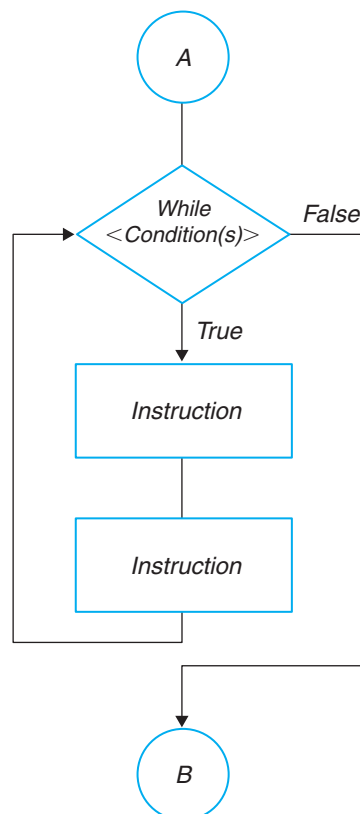 A
While
<Condition(s)>
False
True
Instruction
Instruction
B